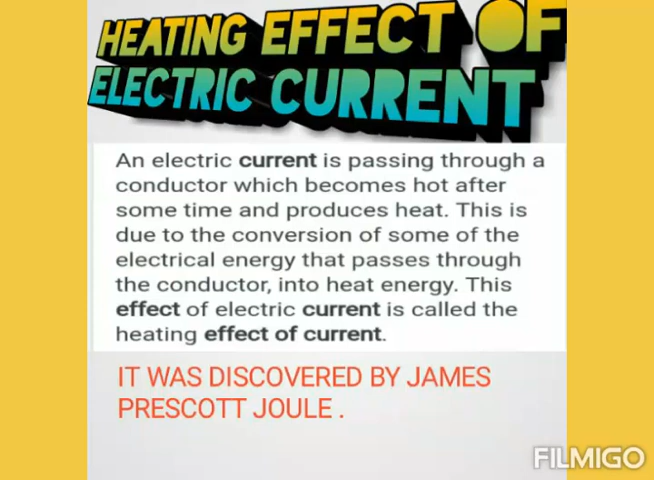 HEATING EFFECT OF
ELECTRIC CURRENT
An electric current is passing through a
conductor which becomes hot after
some time and produces heat. This is
due to the conversion of some of the
electrical energy that passes through
the conductor, into heat energy. This
effect of electric current is called the
heating effect of current.
IT WAS DISCOVERED BY JAMES
PRESCOTT JOULE .
FILMIGO